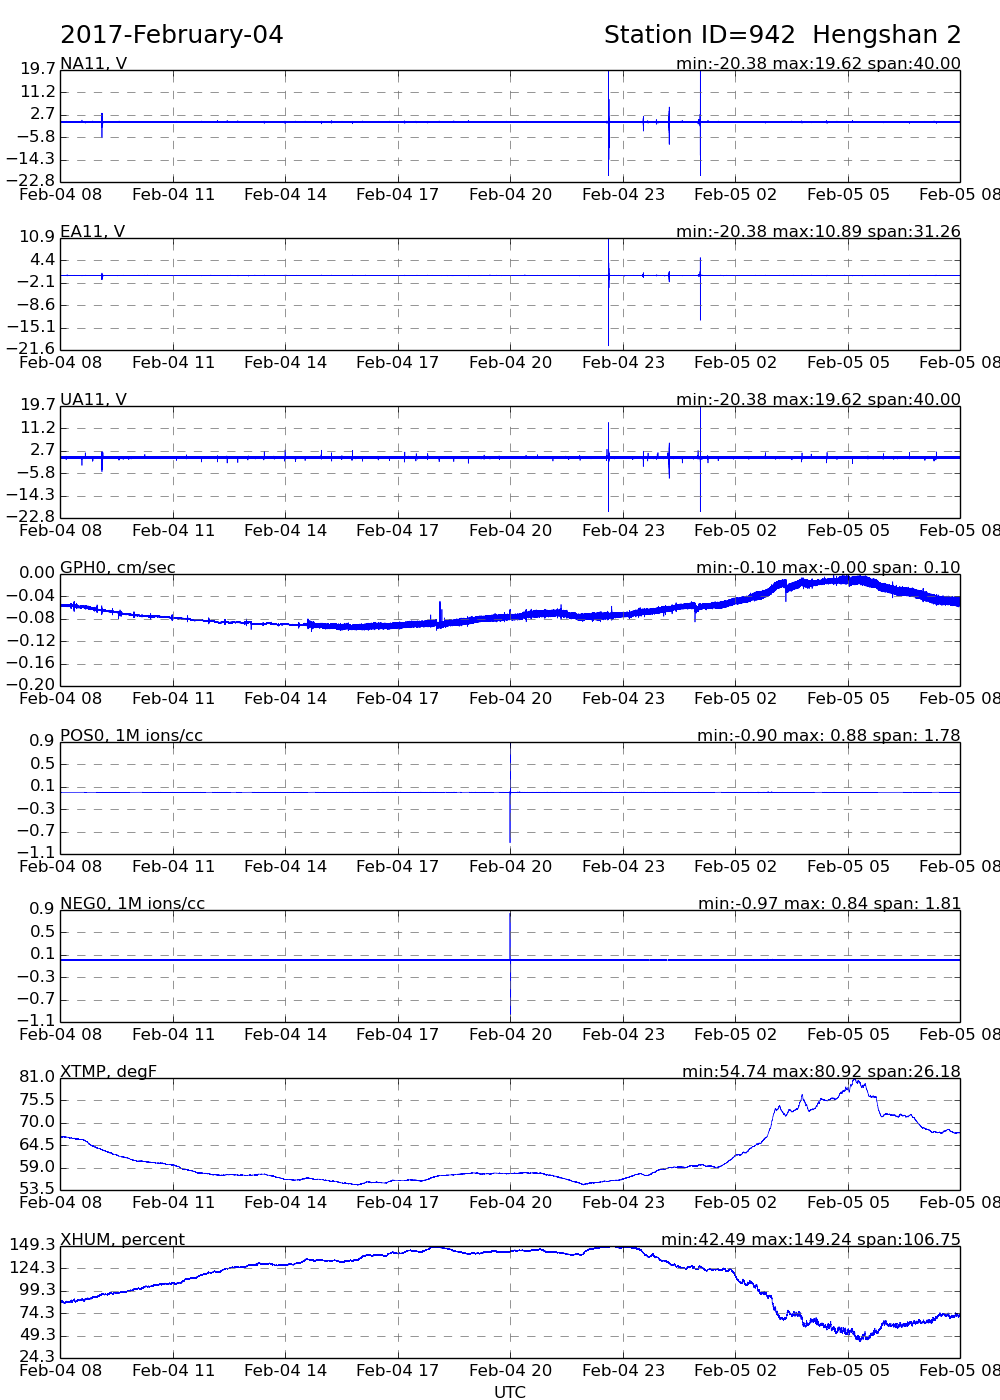 2017-February-04 Station ID=942 Hengshan 2
NA11, V min:-20.38 max:19.62 span:40.00
19.7
11.2
2.7
−5.8
−14.3
−22.8
Feb-04 08 Feb-04 11 Feb-04 14 Feb-04 17 Feb-04 20 Feb-04 23 Feb-05 02 Feb-05 05 Feb-05 08
EA11, V min:-20.38 max:10.89 span:31.26
10.9
4.4
−2.1
−8.6
−15.1
−21.6
Feb-04 08 Feb-04 11 Feb-04 14 Feb-04 17 Feb-04 20 Feb-04 23 Feb-05 02 Feb-05 05 Feb-05 08
UA11, V min:-20.38 max:19.62 span:40.00
19.7
11.2
2.7
−5.8
−14.3
−22.8
Feb-04 08 Feb-04 11 Feb-04 14 Feb-04 17 Feb-04 20 Feb-04 23 Feb-05 02 Feb-05 05 Feb-05 08
GPH0, cm/sec min:-0.10 max:-0.00 span: 0.10
0.00
−0.04
−0.08
−0.12
−0.16
−0.20
Feb-04 08 Feb-04 11 Feb-04 14 Feb-04 17 Feb-04 20 Feb-04 23 Feb-05 02 Feb-05 05 Feb-05 08
POS0, 1M ions/cc min:-0.90 max: 0.88 span: 1.78
0.9
0.5
0.1
−0.3
−0.7
−1.1
Feb-04 08 Feb-04 11 Feb-04 14 Feb-04 17 Feb-04 20 Feb-04 23 Feb-05 02 Feb-05 05 Feb-05 08
NEG0, 1M ions/cc min:-0.97 max: 0.84 span: 1.81
0.9
0.5
0.1
−0.3
−0.7
−1.1
Feb-04 08 Feb-04 11 Feb-04 14 Feb-04 17 Feb-04 20 Feb-04 23 Feb-05 02 Feb-05 05 Feb-05 08
XTMP, degF min:54.74 max:80.92 span:26.18
81.0
75.5
70.0
64.5
59.0
53.5
Feb-04 08 Feb-04 11 Feb-04 14 Feb-04 17 Feb-04 20 Feb-04 23 Feb-05 02 Feb-05 05 Feb-05 08
XHUM, percent min:42.49 max:149.24 span:106.75
149.3
124.3
99.3
74.3
49.3
24.3
Feb-04 08 Feb-04 11 Feb-04 14 Feb-04 17 Feb-04 20 Feb-04 23 Feb-05 02 Feb-05 05 Feb-05 08
UTC